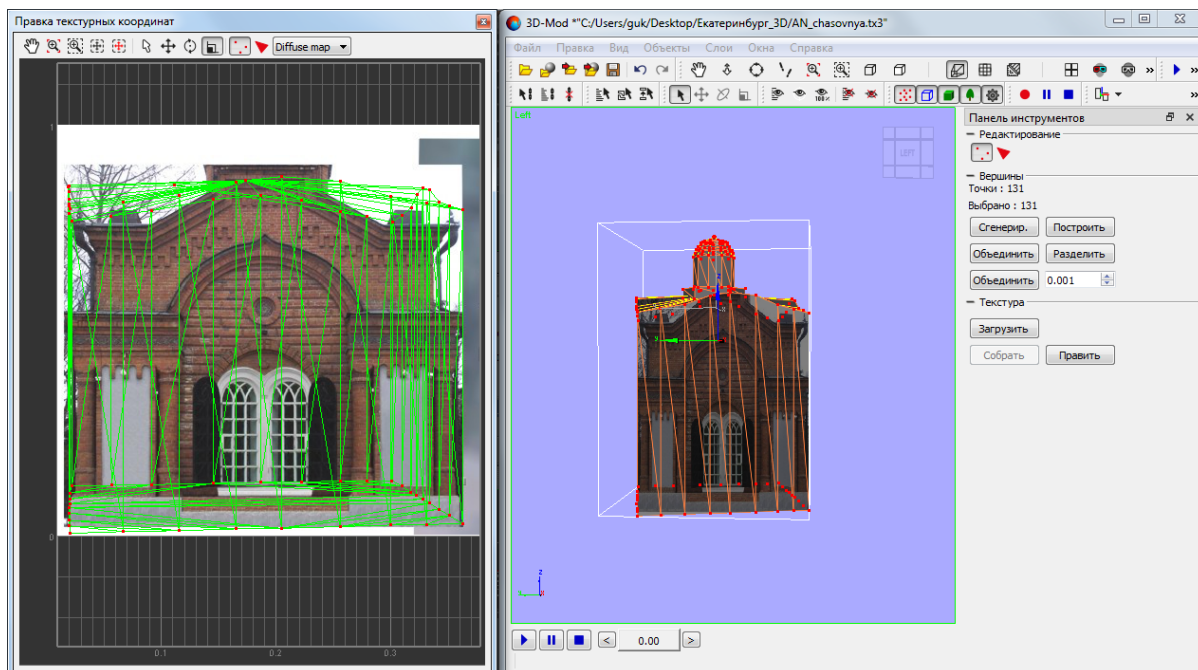 Правка текстурных координат
Diffuse map
1
0
0.1
0.2
0.3
3D-Mod *"C:/Users/guk/Desktop/Екатеринбург_3D/AN_chasovnya.tx3"
Файл Правка Вид Объекты Слои Окна Справка
100%
Left
LEFT
z
y
x
z
x
0.00
Панель инструментов
Редактирование
Вершины
Точки : 131
Выбрано : 131
Сгенерир. Построить
Объединить Разделить
Объединить 0.001
Текстура
Загрузить
Собрать Править